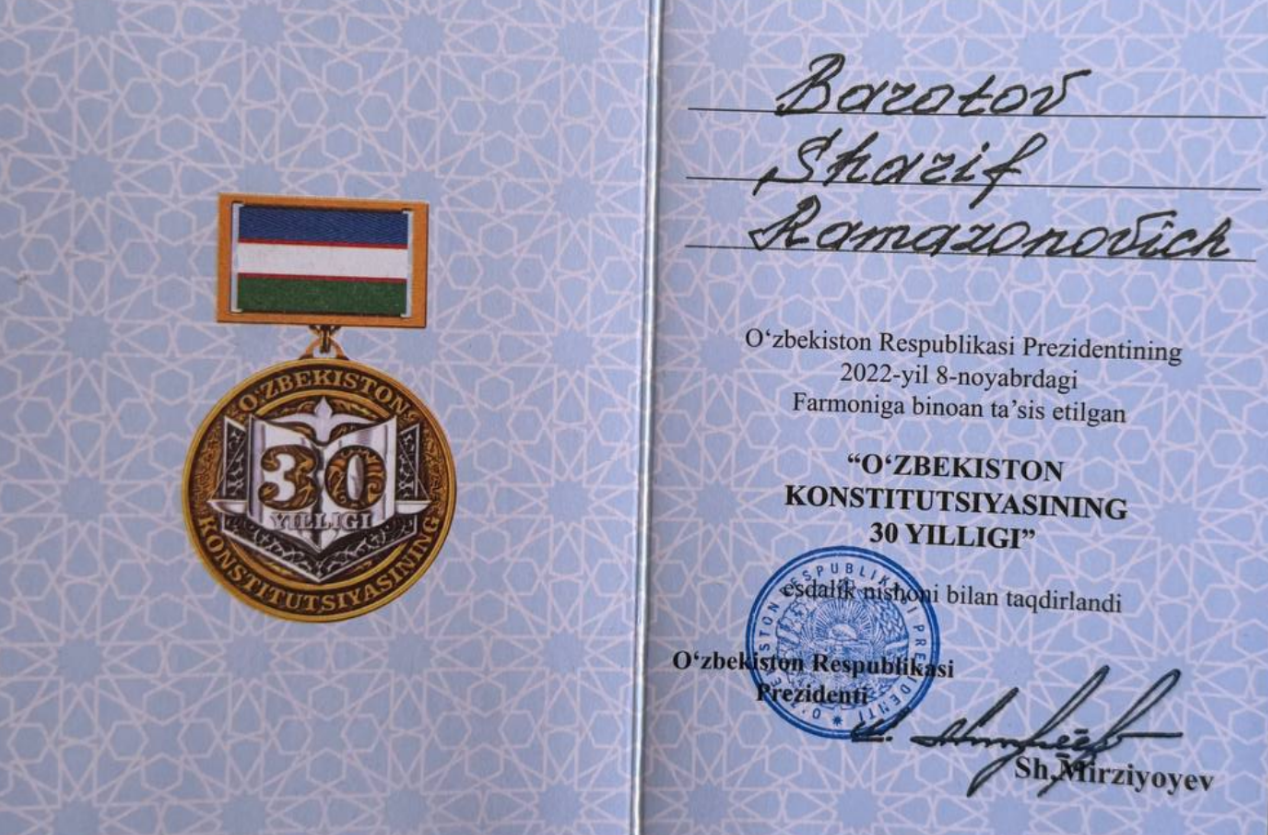 O‘ZBEKISTON
30
YILLIGI
KONSTITUTSIYASINING
Barotov
Sharif
Ramazonovich
O‘zbekiston Respublikasi Prezidentining
2022-yil 8-noyabrdagi
Farmoniga binoan ta’sis etilgan
“O‘ZBEKISTON
KONSTITUTSIYASINING
30 YILLIGI”
esdalik nishoni bilan taqdirlandi
O‘ZBEKISTON RESPUBLIKASI PREZIDENTI
O‘zbekiston Respublikasi
Prezidenti
Sh.Mirziyoyev